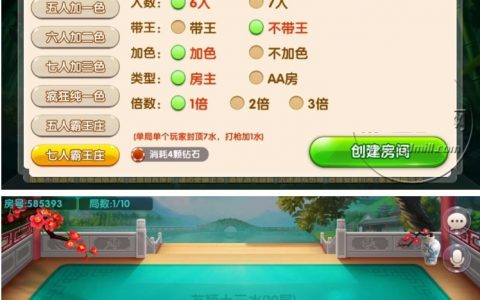 五人加一色 人数: 6人 7人
六人加二色 带王: 带王 不带王
七人加三色 加色: 加色 不加色
疯狂纯一色 类型: 房主 AA房
五人霸王庄 倍数: 1倍 2倍 3倍
(单局单个玩家封顶7水，打枪加1水)
七人霸王庄 消耗4颗钻石 创建房间
房号:585393 局数:1/10